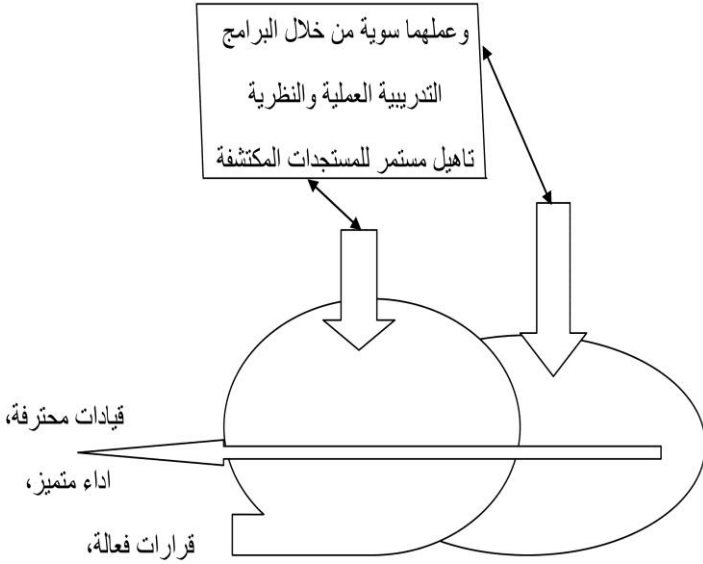 وعملهما سوية من خلال البرامج
التدريبية العملية والنظرية
تاهيل مستمر للمستجدات المكتشفة
قيادات محترفة،
اداء متميز،
قرارات فعالة،